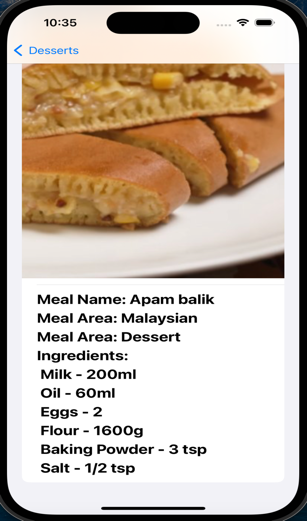 10:35
Desserts
Meal Name: Apam balik
Meal Area: Malaysian
Meal Area: Dessert
Ingredients:
Milk - 200ml
Oil - 60ml
Eggs - 2
Flour - 1600g
Baking Powder - 3 tsp
Salt - 1/2 tsp